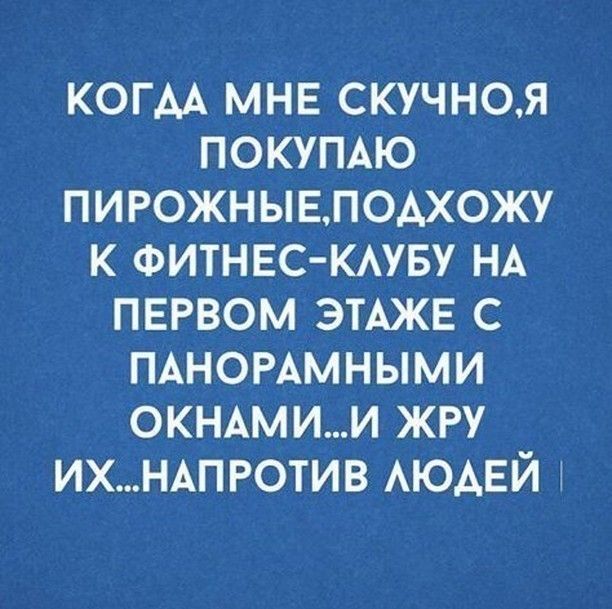 КОГДА МНЕ СКУЧНО,Я
ПОКУПАЮ
ПИРОЖНЫЕ,ПОДХОЖУ
К ФИТНЕС-КЛУБУ НА
ПЕРВОМ ЭТАЖЕ С
ПАНОРАМНЫМИ
ОКНАМИ...И ЖРУ
ИХ...НАПРОТИВ ЛЮДЕЙ |